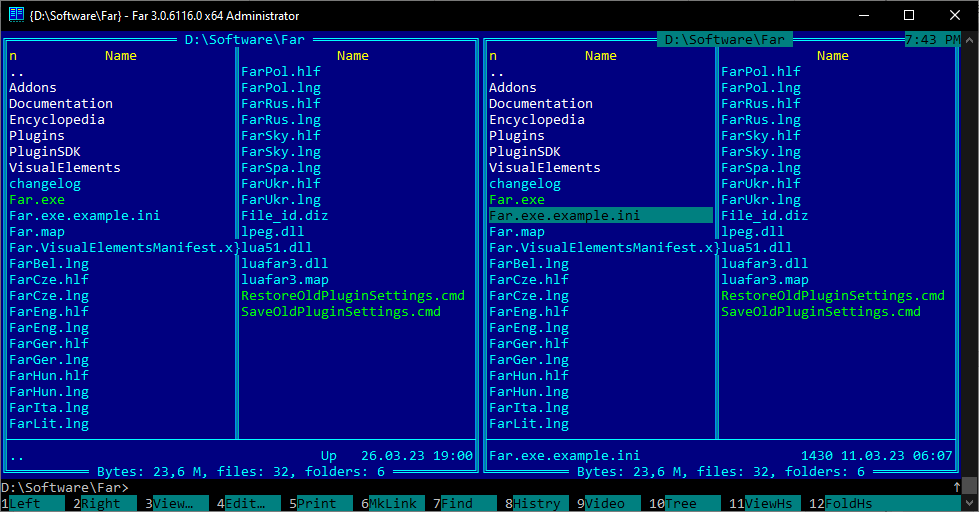 {D:\Software\Far} - Far 3.0.6116.0 x64 Administrator
D:\Software\Far
n Name Name
.. FarPol.hlf
Addons FarPol.lng
Documentation FarRus.hlf
Encyclopedia FarRus.lng
Plugins FarSky.hlf
PluginSDK FarSky.lng
VisualElements FarSpa.lng
changelog FarUkr.hlf
Far.exe FarUkr.lng
Far.exe.example.ini File_id.diz
Far.map lpeg.dll
Far.VisualElementsManifest.x}lua51.dll
FarBel.lng luafar3.dll
FarCze.hlf luafar3.map
FarCze.lng RestoreOldPluginSettings.cmd
FarEng.hlf SaveOldPluginSettings.cmd
FarEng.lng
FarGer.hlf
FarGer.lng
FarHun.hlf
FarHun.lng
FarIta.lng
FarLit.lng
.. Up 26.03.23 19:00
Bytes: 23,6 M, files: 32, folders: 6
D:\Software\Far 7:43 PM
n Name Name
.. FarPol.hlf
Addons FarPol.lng
Documentation FarRus.hlf
Encyclopedia FarRus.lng
Plugins FarSky.hlf
PluginSDK FarSky.lng
VisualElements FarSpa.lng
changelog FarUkr.hlf
Far.exe FarUkr.lng
Far.exe.example.ini File_id.diz
Far.map lpeg.dll
Far.VisualElementsManifest.x}lua51.dll
FarBel.lng luafar3.dll
FarCze.hlf luafar3.map
FarCze.lng RestoreOldPluginSettings.cmd
FarEng.hlf SaveOldPluginSettings.cmd
FarEng.lng
FarGer.hlf
FarGer.lng
FarHun.hlf
FarHun.lng
FarIta.lng
FarLit.lng
Far.exe.example.ini 1430 11.03.23 06:07
Bytes: 23,6 M, files: 32, folders: 6
D:\Software\Far>
1Left 2Right 3View… 4Edit… 5Print 6MkLink 7Find 8Histry 9Video 10Tree 11ViewHs 12FoldHs